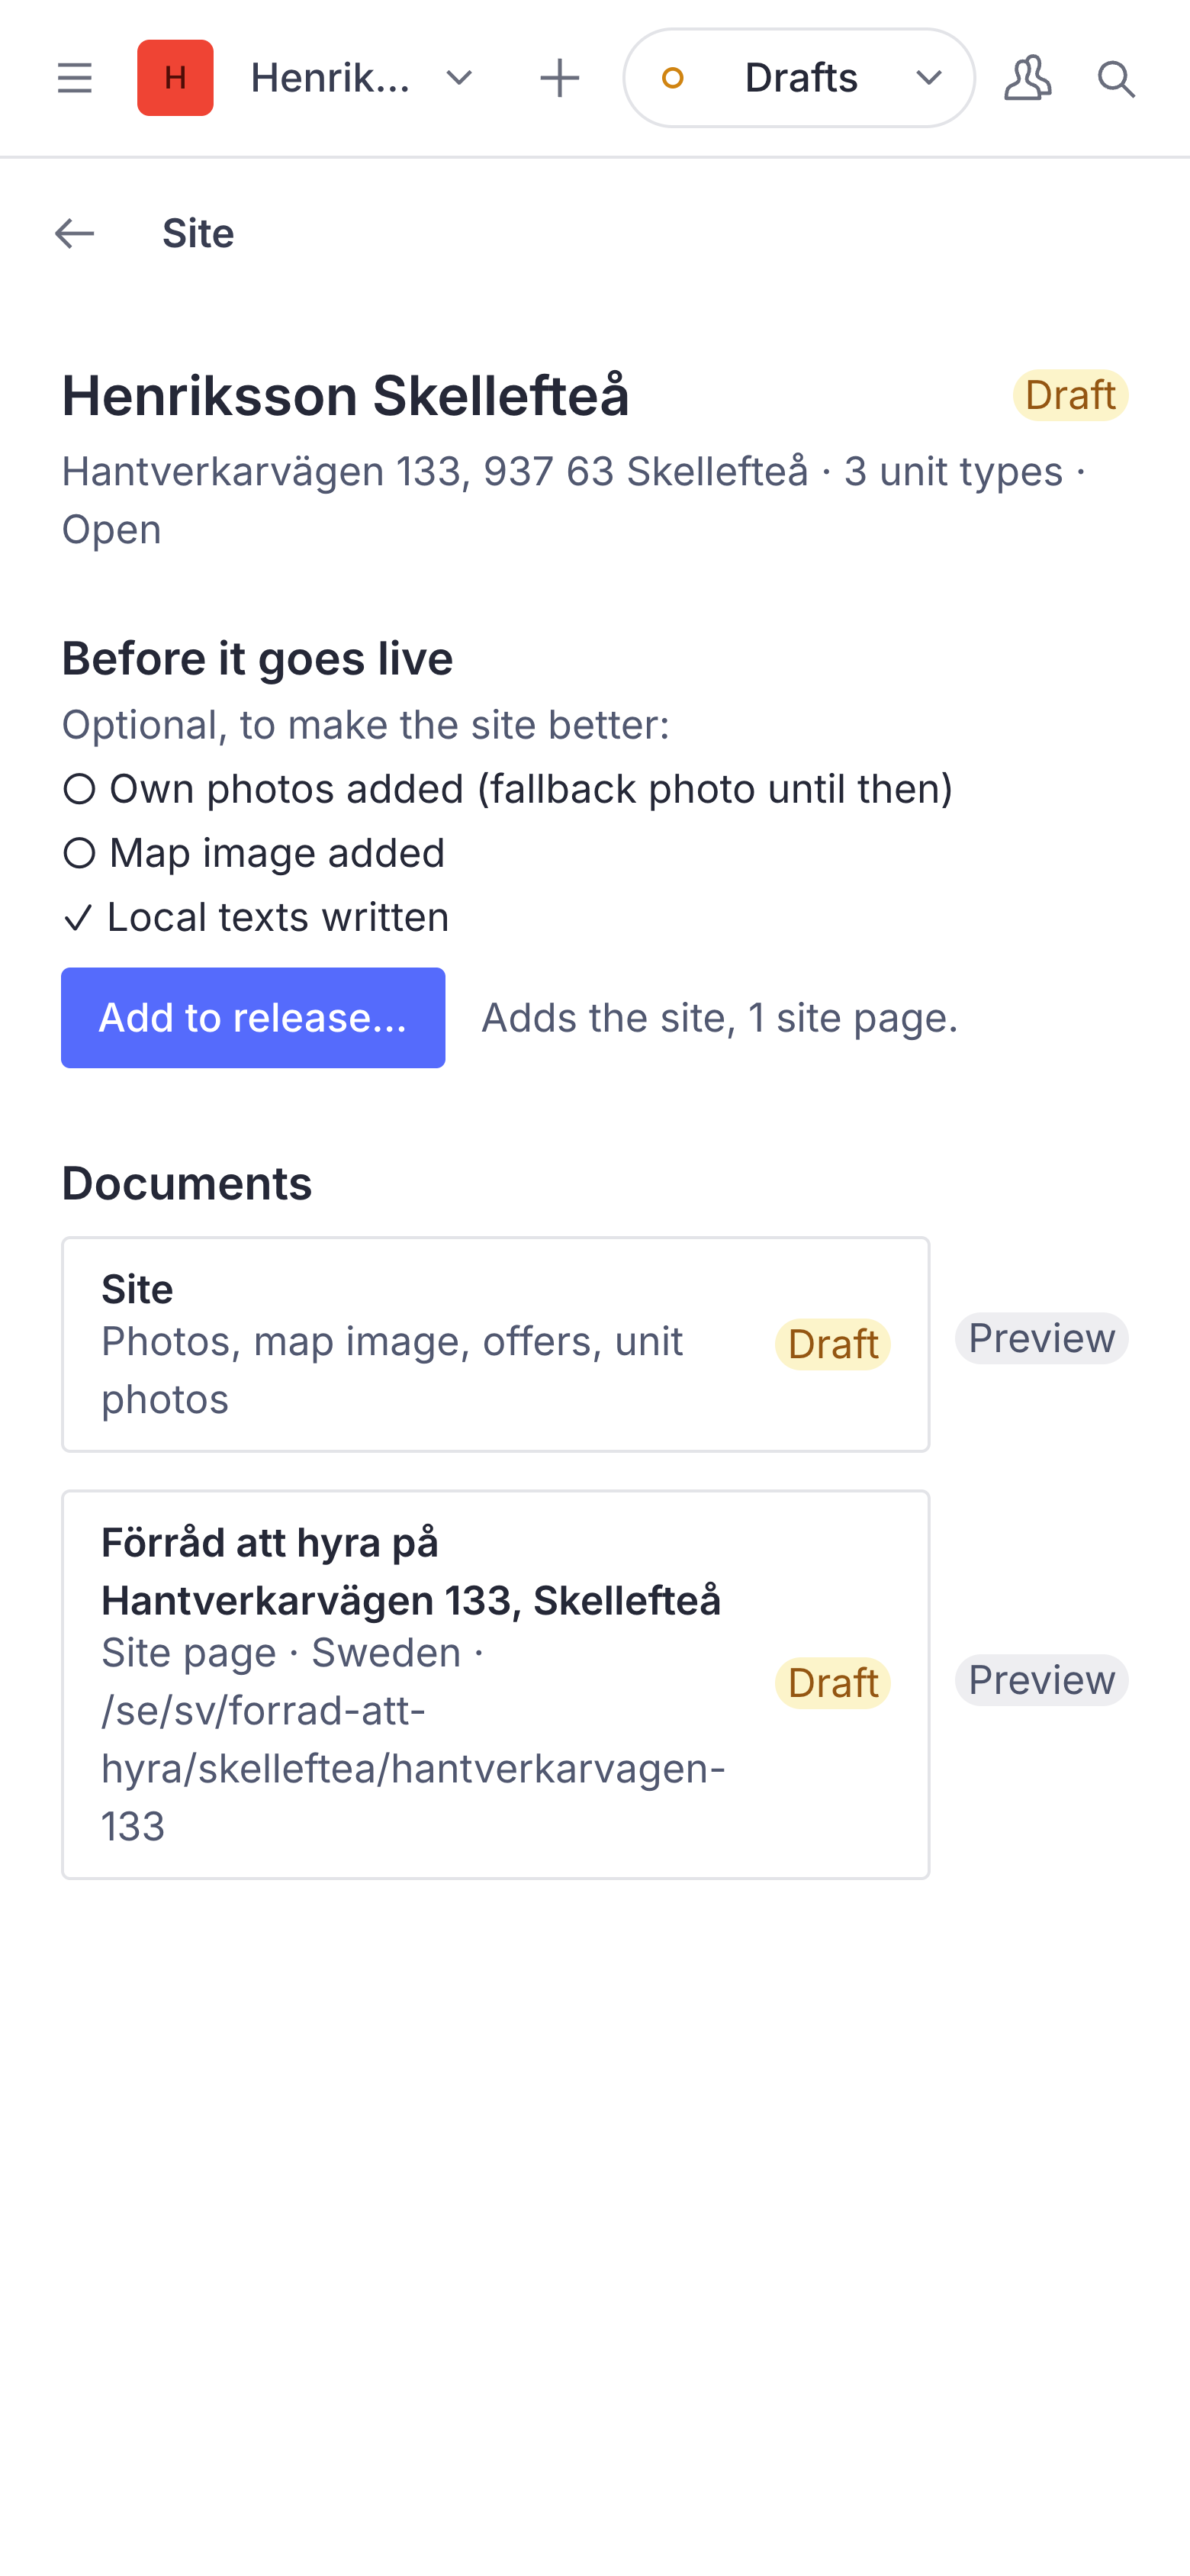 H Henrik... Drafts
Site
Henriksson Skellefteå Draft
Hantverkarvägen 133, 937 63 Skellefteå · 3 unit types ·
Open
Before it goes live
Optional, to make the site better:
○ Own photos added (fallback photo until then)
○ Map image added
✓ Local texts written
Add to release... Adds the site, 1 site page.
Documents
Site
Photos, map image, offers, unit
photos
Draft Preview
Förråd att hyra på
Hantverkarvägen 133, Skellefteå
Site page · Sweden ·
/se/sv/forrad-att-
hyra/skelleftea/hantverkarvagen-
133
Draft Preview